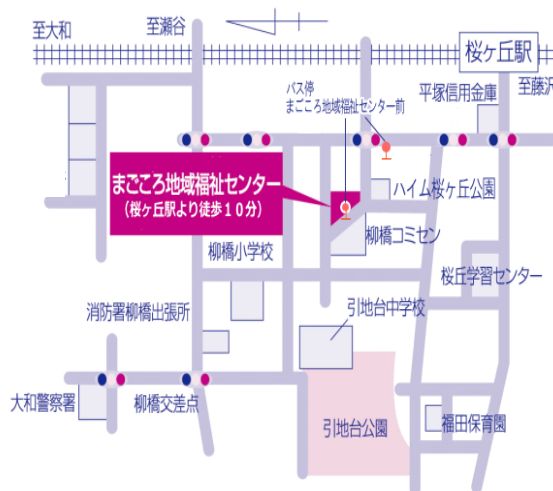 至大和
至瀬谷
桜ヶ丘駅
至藤沢
バス停
まごころ地域福祉センター前
平塚信用金庫
まごころ地域福祉センター
(桜ヶ丘駅より徒歩10分)
ハイム桜ヶ丘公園
柳橋コミセン
柳橋小学校
桜丘学習センター
消防署柳橋出張所
引地台中学校
大和警察署
柳橋交差点
引地台公園
福田保育園